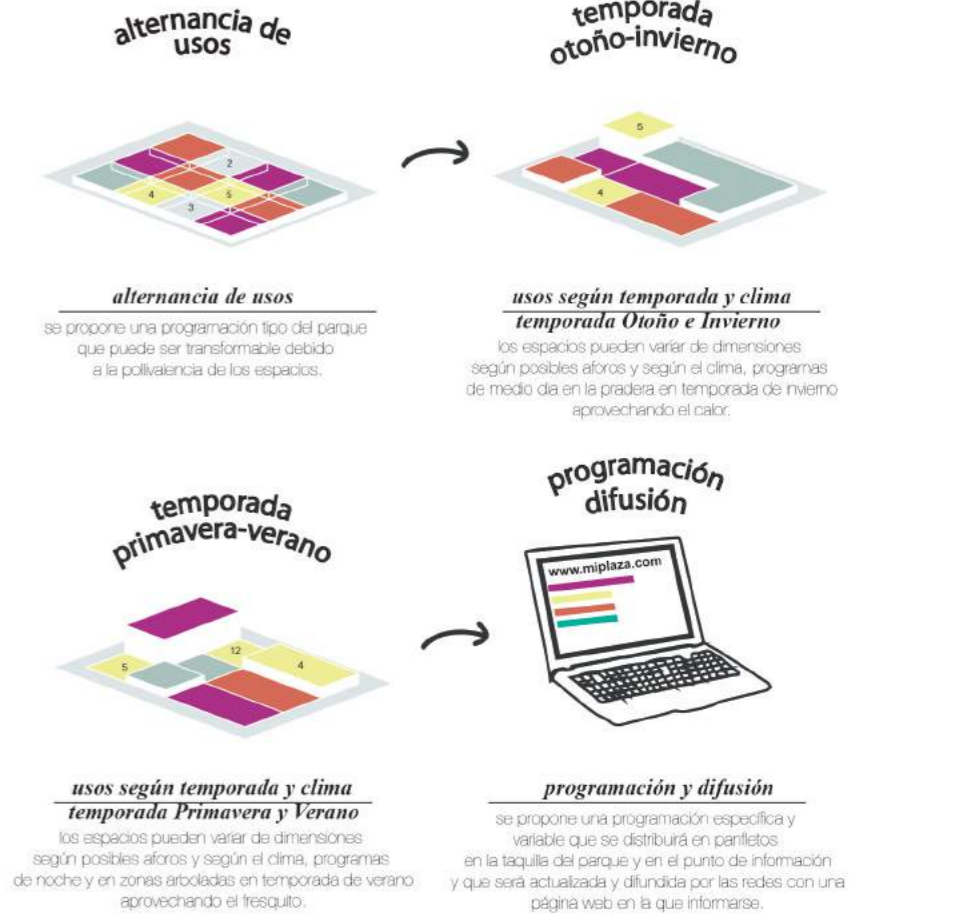 alternancia de
usos
2
4
5
3
alternancia de usos
se propone una programación tipo del parque
que puede ser transformable debido
a la polivalencia de los espacios.
temporada
otoño-invierno
5
4
usos según temporada y clima
temporada Otoño e Invierno
los espacios pueden variar de dimensiones
según posibles aforos y según el clima, programas
de medio dia en la pradera en temporada de invierno
aprovechando el calor.
temporada
primavera-verano
5
12
4
usos según temporada y clima
temporada Primavera y Verano
los espacios pueden variar de dimensiones
según posibles aforos y según el clima, programas
de noche y en zonas arboladas en temporada de verano
aprovechando el fresquito.
programación
difusión
www.miplaza.com
programación y difusión
se propone una programación específica y
variable que se distribuirá en panfletos
en la taquilla del parque y en el punto de información
y que será actualizada y difundida por las redes con una
página web en la que informarse.